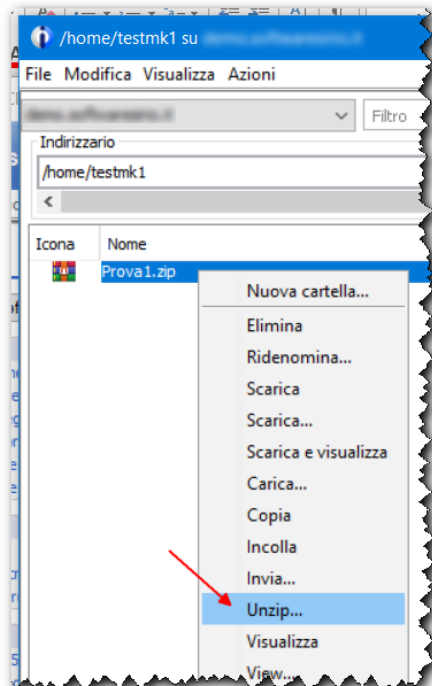 /home/testmk1 su
File Modifica Visualizza Azioni
Filtro
Indirizzario
/home/testmk1
Icona Nome
Prova1.zip
Nuova cartella...
Elimina
Ridenomina...
Scarica
Scarica...
Scarica e visualizza
Carica...
Copia
Incolla
Invia...
Unzip...
Visualizza
View...